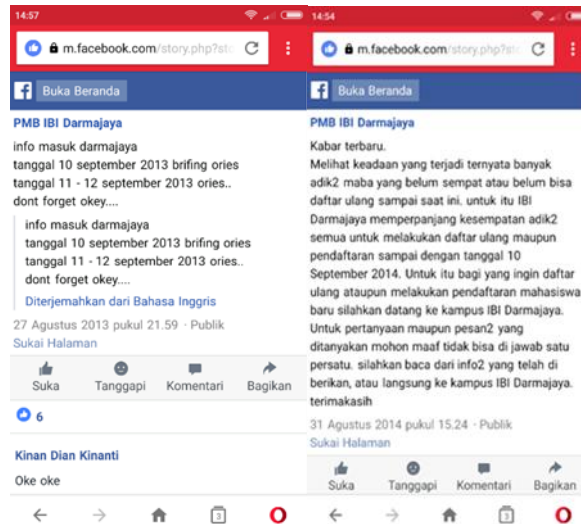 14:57
m.facebook.com/story.php?st
Buka Beranda
PMB IBI Darmajaya
info masuk darmajaya
tanggal 10 september 2013 brifing ories
tanggal 11 - 12 september 2013 ories..
dont forget okey....
info masuk darmajaya
tanggal 10 september 2013 brifing ories
tanggal 11 - 12 september 2013 ories..
dont forget okey....
Diterjemahkan dari Bahasa Inggris
27 Agustus 2013 pukul 21.59 · Publik
Sukai Halaman
Suka Tanggapi Komentari Bagikan
6
Kinan Dian Kinanti
Oke oke
3
14:54
m.facebook.com/story.php?st
Buka Beranda
PMB IBI Darmajaya
Kabar terbaru.
Melihat keadaan yang terjadi ternyata banyak
adik2 maba yang belum sempat atau belum bisa
daftar ulang sampai saat ini. untuk itu IBI
Darmajaya memperpanjang kesempatan adik2
semua untuk melakukan daftar ulang maupun
pendaftaran sampai dengan tanggal 10
September 2014. Untuk itu bagi yang ingin daftar
ulang ataupun melakukan pendaftaran mahasiswa
baru silahkan datang ke kampus IBI Darmajaya.
Untuk pertanyaan maupun pesan2 yang
ditanyakan mohon maaf tidak bisa di jawab satu
persatu. silahkan baca dari info2 yang telah di
berikan, atau langsung ke kampus IBI Darmajaya.
terimakasih
31 Agustus 2014 pukul 15.24 · Publik
Sukai Halaman
Suka Tanggapi Komentari Bagikan
3